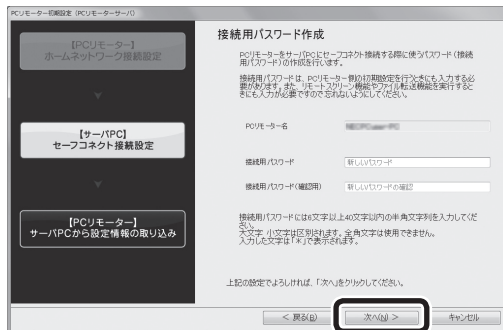 PCリモーター初期設定 (PCリモーターサーバ)
【PCリモーター】
ホームネットワーク接続設定
【サーバPC】
セーフコネクト接続設定
【PCリモーター】
サーバPCから設定情報の取り込み
接続用パスワード作成
PCリモーターをサーバPCにセーフコネクト接続する際に使うパスワード(接続
用パスワード)の作成を行います。
接続用パスワードは、PCリモーター側の初期設定を行うときにも入力する必
要があります。また、リモートスクリーン機能やファイル転送機能を実行すると
きにも入力が必要ですので忘れないようにしてください。
PCリモーター名
接続用パスワード
新しいパスワード
接続用パスワード(確認用)
新しいパスワードの確認
接続用パスワードには6文字以上40文字以内の半角文字列を入力してくだ
さい。
大文字 小文字は区別されます。全角文字は使用できません。
入力した文字は「*」で表示されます。
上記の設定でよろしければ、「次へ」をクリックしてください。
< 戻る(B)
次へ(N) >
キャンセル